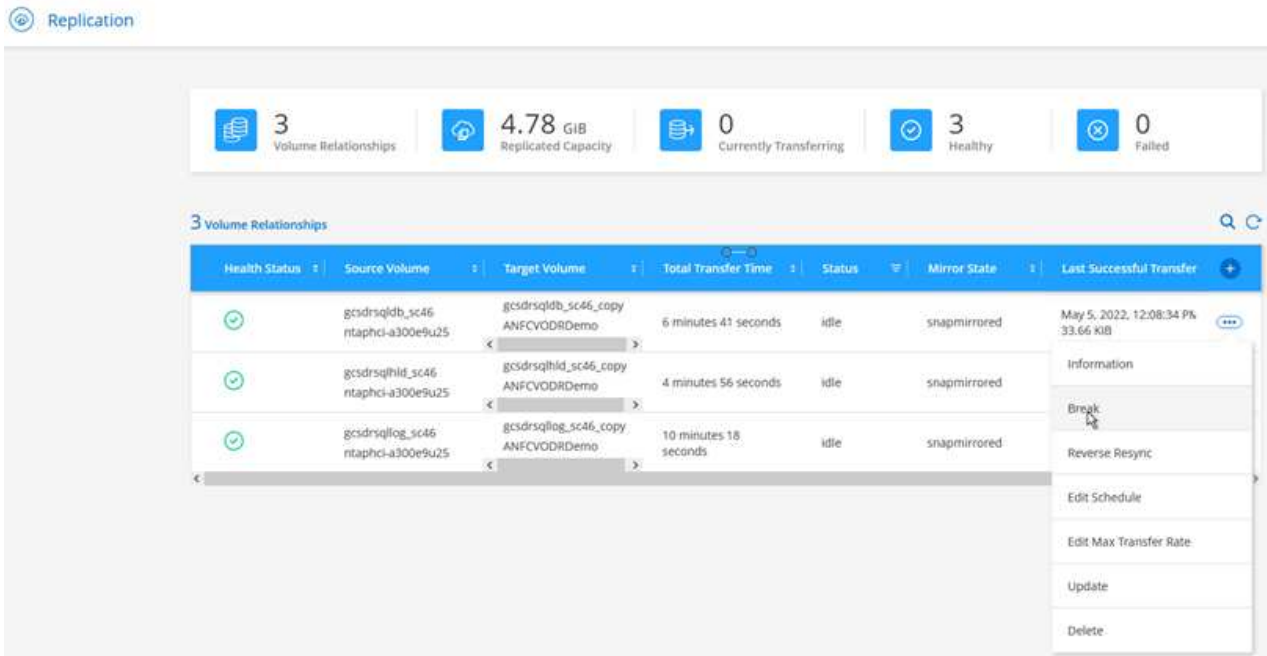 Replication
3
Volume Relationships
4.78 GiB
Replicated Capacity
0
Currently Transferring
3
Healthy
0
Failed
3 Volume Relationships
Health Status Source Volume Target Volume Total Transfer Time Status Mirror State Last Successful Transfer
gcsdrsqldb_sc46
ntaphci-a300e9u25
gcsdrsqldb_sc46_copy
ANFCVODRDemo
6 minutes 41 seconds
idle
snapmirrored
May 5, 2022, 12:08:34 PM
33.66 KiB
gcsdrsqlhld_sc46
ntaphci-a300e9u25
gcsdrsqlhld_sc46_copy
ANFCVODRDemo
4 minutes 56 seconds
idle
snapmirrored
gcsdrsqllog_sc46
ntaphci-a300e9u25
gcsdrsqllog_sc46_copy
ANFCVODRDemo
10 minutes 18
seconds
idle
snapmirrored
Information
Break
Reverse Resync
Edit Schedule
Edit Max Transfer Rate
Update
Delete